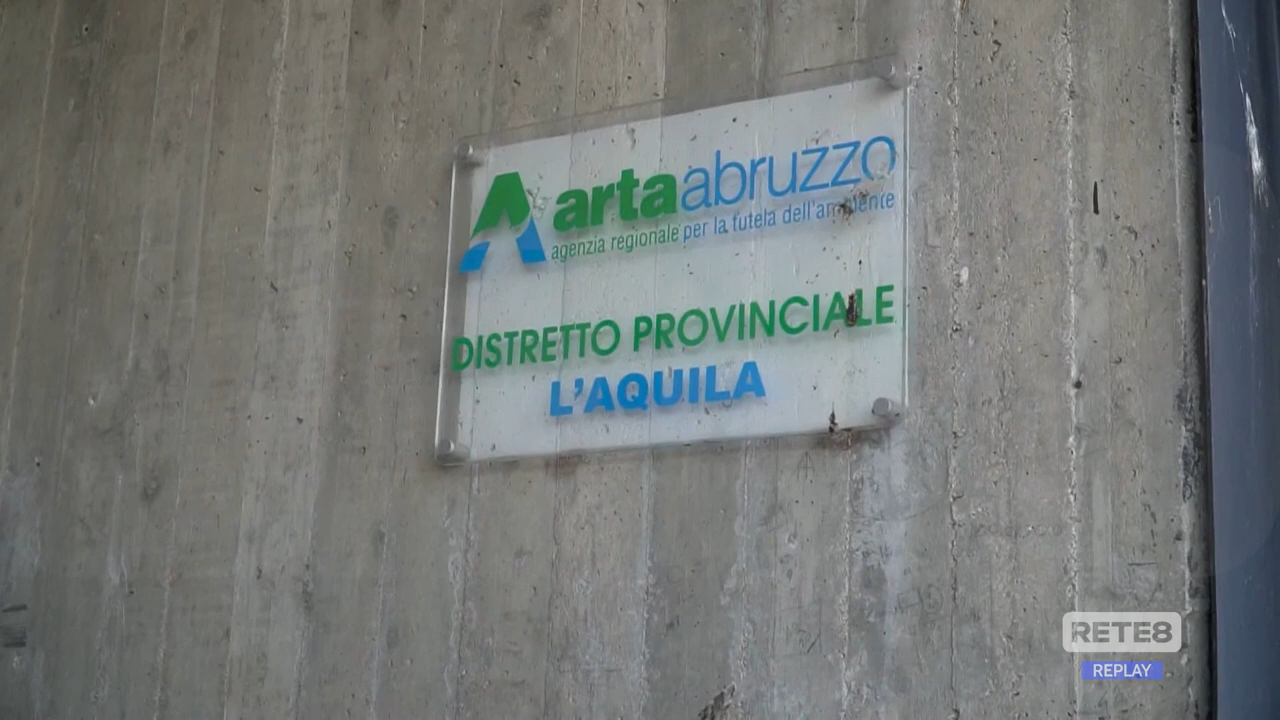 artaabruzzo
agenzia regionale per la tutela dell'ambiente
DISTRETTO PROVINCIALE
L'AQUILA
RETE8
REPLAY